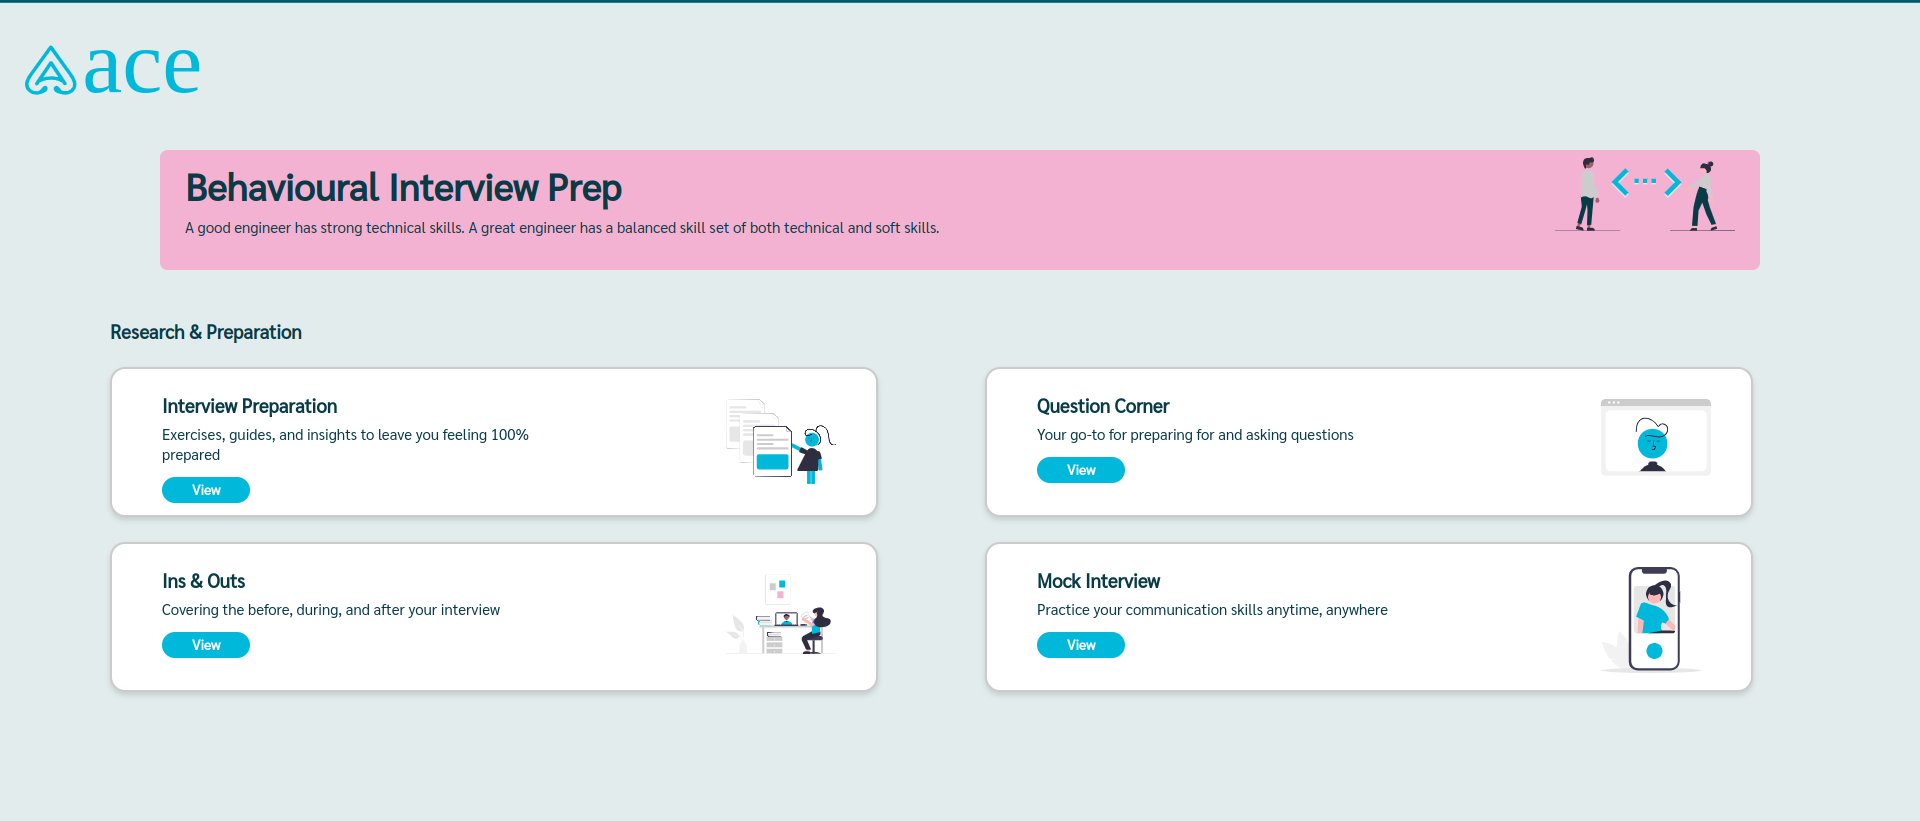 ace
Behavioural Interview Prep
A good engineer has strong technical skills. A great engineer has a balanced skill set of both technical and soft skills.
Research & Preparation
Interview Preparation
Exercises, guides, and insights to leave you feeling 100%
prepared
View
Question Corner
Your go-to for preparing for and asking questions
View
Ins & Outs
Covering the before, during, and after your interview
View
Mock Interview
Practice your communication skills anytime, anywhere
View